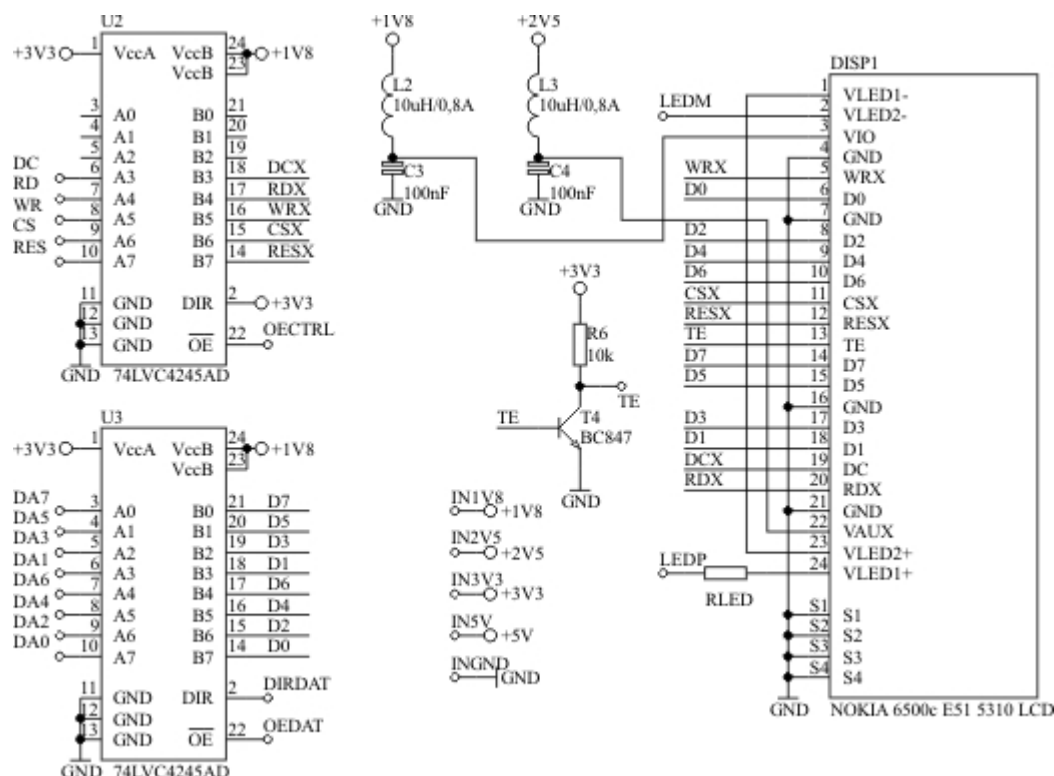 U2
+3V3 1 VccA VccB 24 +1V8
VccB 23
3 A0 B0 21
4 A1 B1 20
5 A2 B2 19
DC 6 A3 B3 18 DCX
RD 7 A4 B4 17 RDX
WR 8 A5 B5 16 WRX
CS 9 A6 B6 15 CSX
RES 10 A7 B7 14 RESX
11 GND DIR 2 +3V3
12 GND
13 GND OE 22 OECTRL
GND 74LVC4245AD
U3
+3V3 1 VccA VccB 24 +1V8
VccB 23
DA7 3 A0 B0 21 D7
DA5 4 A1 B1 20 D5
DA3 5 A2 B2 19 D3
DA1 6 A3 B3 18 D1
DA6 7 A4 B4 17 D6
DA4 8 A5 B5 16 D4
DA2 9 A6 B6 15 D2
DA0 10 A7 B7 14 D0
11 GND DIR 2 DIRDAT
12 GND
13 GND OE 22 OEDAT
GND 74LVC4245AD
+1V8
L2
10uH/0,8A
C3
100nF
GND
+2V5
L3
10uH/0,8A
C4
100nF
GND
+3V3
R6
10k
TE
TE T4
BC847
GND
IN1V8 +1V8
IN2V5 +2V5
IN3V3 +3V3
IN5V +5V
INGND GND
DISP1
1 VLED1-
LEDM 2 VLED2-
3 VIO
4 GND
WRX 5 WRX
D0 6 D0
7 GND
D2 8 D2
D4 9 D4
D6 10 D6
CSX 11 CSX
RESX 12 RESX
TE 13 TE
D7 14 D7
D5 15 D5
16 GND
D3 17 D3
D1 18 D1
DCX 19 DC
RDX 20 RDX
21 GND
22 VAUX
23 VLED2+
LEDP 24 VLED1+
RLED
S1 S1
S2 S2
S3 S3
S4 S4
GND NOKIA 6500c E51 5310 LCD